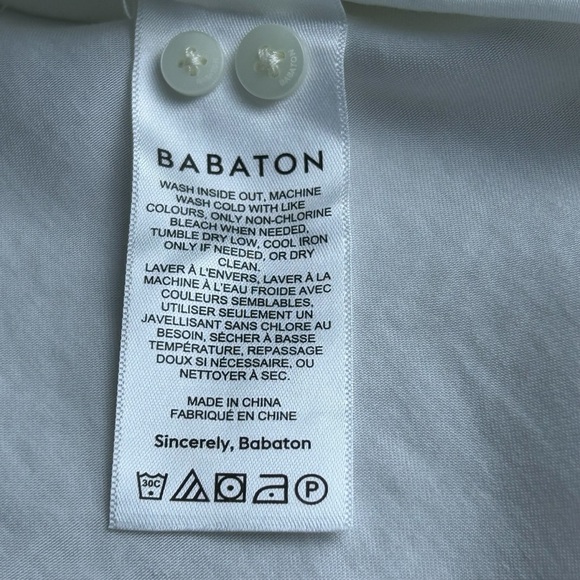 BABATON
BABATON
WASH INSIDE OUT, MACHINE
WASH COLD WITH LIKE
COLOURS, ONLY NON-CHLORINE
BLEACH WHEN NEEDED,
TUMBLE DRY LOW, COOL IRON
ONLY IF NEEDED, OR DRY
CLEAN.
LAVER À L'ENVERS, LAVER À LA
MACHINE À L'EAU FROIDE AVEC
COULEURS SEMBLABLES,
UTILISER SEULEMENT UN
JAVELLISANT SANS CHLORE AU
BESOIN, SÉCHER À BASSE
TEMPÉRATURE, REPASSAGE
DOUX SI NÉCESSAIRE, OU
NETTOYER À SEC.
MADE IN CHINA
FABRIQUÉ EN CHINE
Sincerely, Babaton
30C P